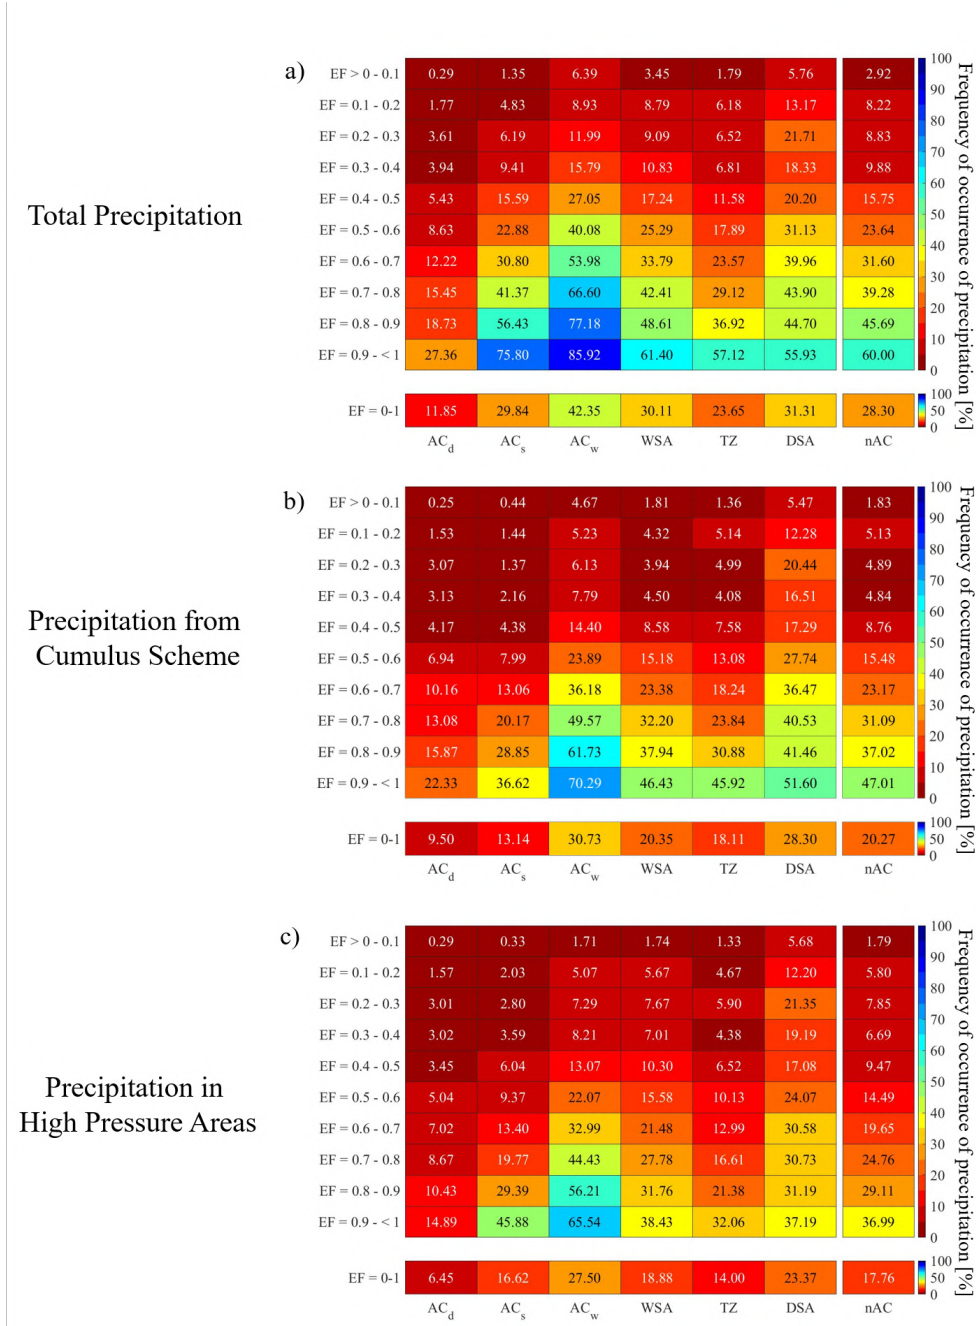 a)
Total Precipitation
EF > 0 - 0.1 0.29 1.35 6.39 3.45 1.79 5.76 2.92
EF = 0.1 - 0.2 1.77 4.83 8.93 8.79 6.18 13.17 8.22
EF = 0.2 - 0.3 3.61 6.19 11.99 9.09 6.52 21.71 8.83
EF = 0.3 - 0.4 3.94 9.41 15.79 10.83 6.81 18.33 9.88
EF = 0.4 - 0.5 5.43 15.59 27.05 17.24 11.58 20.20 15.75
EF = 0.5 - 0.6 8.63 22.88 40.08 25.29 17.89 31.13 23.64
EF = 0.6 - 0.7 12.22 30.80 53.98 33.79 23.57 39.96 31.60
EF = 0.7 - 0.8 15.45 41.37 66.60 42.41 29.12 43.90 39.28
EF = 0.8 - 0.9 18.73 56.43 77.18 48.61 36.92 44.70 45.69
EF = 0.9 - < 1 27.36 75.80 85.92 61.40 57.12 55.93 60.00
100
90
80
70
60
50
40
30
20
10
0
Frequency of occurrence of precipitation [%]
EF = 0-1 11.85 29.84 42.35 30.11 23.65 31.31 28.30
100
50
0
AC_d AC_s AC_w WSA TZ DSA nAC
b)
Precipitation from
Cumulus Scheme
EF > 0 - 0.1 0.25 0.44 4.67 1.81 1.36 5.47 1.83
EF = 0.1 - 0.2 1.53 1.44 5.23 4.32 5.14 12.28 5.13
EF = 0.2 - 0.3 3.07 1.37 6.13 3.94 4.99 20.44 4.89
EF = 0.3 - 0.4 3.13 2.16 7.79 4.50 4.08 16.51 4.84
EF = 0.4 - 0.5 4.17 4.38 14.40 8.58 7.58 17.29 8.76
EF = 0.5 - 0.6 6.94 7.99 23.89 15.18 13.08 27.74 15.48
EF = 0.6 - 0.7 10.16 13.06 36.18 23.38 18.24 36.47 23.17
EF = 0.7 - 0.8 13.08 20.17 49.57 32.20 23.84 40.53 31.09
EF = 0.8 - 0.9 15.87 28.85 61.73 37.94 30.88 41.46 37.02
EF = 0.9 - < 1 22.33 36.62 70.29 46.43 45.92 51.60 47.01
100
90
80
70
60
50
40
30
20
10
0
Frequency of occurrence of precipitation [%]
EF = 0-1 9.50 13.14 30.73 20.35 18.11 28.30 20.27
100
50
0
AC_d AC_s AC_w WSA TZ DSA nAC
c)
Precipitation in
High Pressure Areas
EF > 0 - 0.1 0.29 0.33 1.71 1.74 1.33 5.68 1.79
EF = 0.1 - 0.2 1.57 2.03 5.07 5.67 4.67 12.20 5.80
EF = 0.2 - 0.3 3.01 2.80 7.29 7.67 5.90 21.35 7.85
EF = 0.3 - 0.4 3.02 3.59 8.21 7.01 4.38 19.19 6.69
EF = 0.4 - 0.5 3.45 6.04 13.07 10.30 6.52 17.08 9.47
EF = 0.5 - 0.6 5.04 9.37 22.07 15.58 10.13 24.07 14.49
EF = 0.6 - 0.7 7.02 13.40 32.99 21.48 12.99 30.58 19.65
EF = 0.7 - 0.8 8.67 19.77 44.43 27.78 16.61 30.73 24.76
EF = 0.8 - 0.9 10.43 29.39 56.21 31.76 21.38 31.19 29.11
EF = 0.9 - < 1 14.89 45.88 65.54 38.43 32.06 37.19 36.99
100
90
80
70
60
50
40
30
20
10
0
Frequency of occurrence of precipitation [%]
EF = 0-1 6.45 16.62 27.50 18.88 14.00 23.37 17.76
100
50
0
AC_d AC_s AC_w WSA TZ DSA nAC